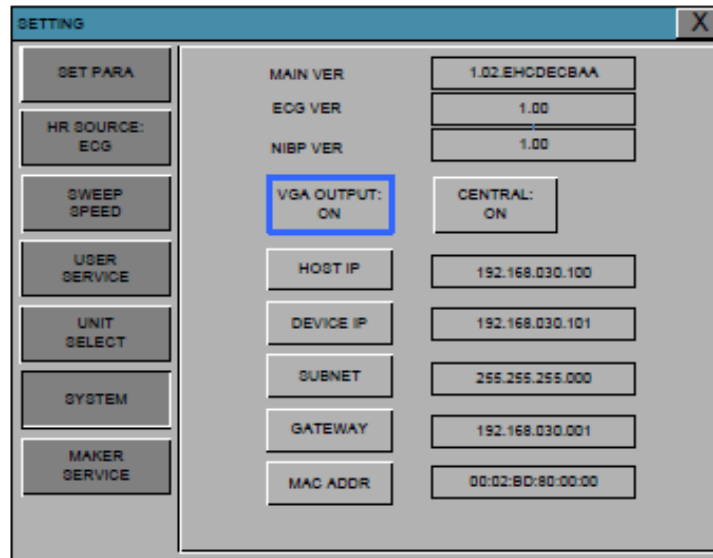 SETTING
X
SET PARA
HR SOURCE:
ECG
SWEEP
SPEED
USER
SERVICE
UNIT
SELECT
SYSTEM
MAKER
SERVICE
MAIN VER
1.02.EHCDECBAA
ECG VER
1.00
NIBP VER
1.00
VGA OUTPUT:
ON
CENTRAL:
ON
HOST IP
192.168.030.100
DEVICE IP
192.168.030.101
SUBNET
255.255.255.000
GATEWAY
192.168.030.001
MAC ADDR
00:02:BD:80:00:00